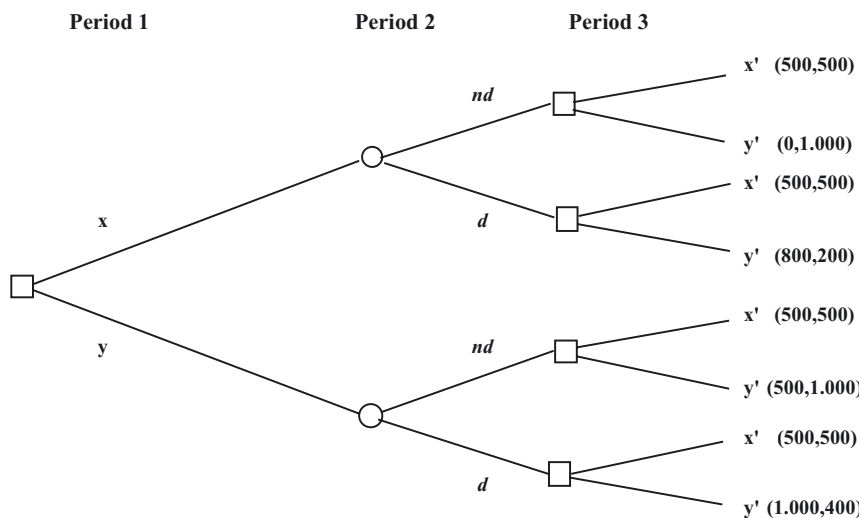 Period 1 Period 2 Period 3
x' (500,500)
nd
y' (0,1.000)
x' (500,500)
x
d
y' (800,200)
x' (500,500)
y
nd
y' (500,1.000)
x' (500,500)
d
y' (1.000,400)